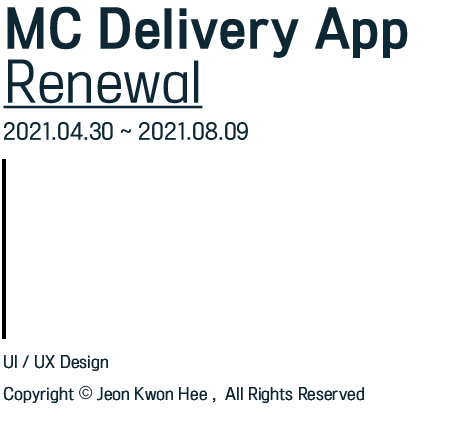 MC Delivery App
Renewal
2021.04.30 ~ 2021.08.09
UI / UX Design
Copyright © Jeon Kwon Hee ,  All Rights Reserved